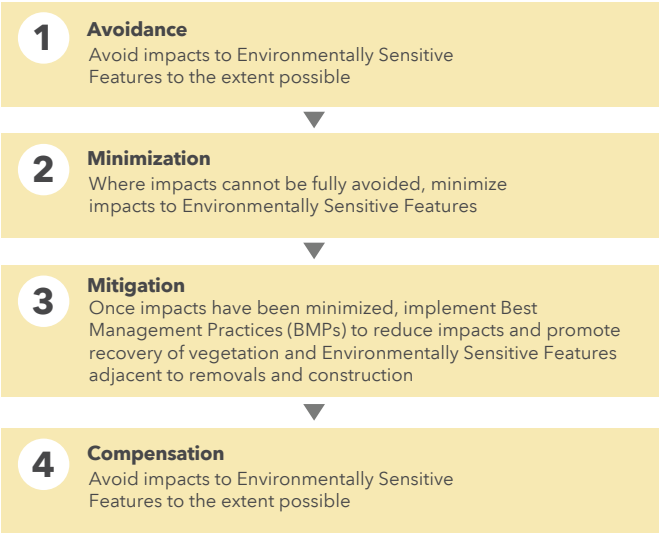 1
Avoidance
Avoid impacts to Environmentally Sensitive
Features to the extent possible
2
Minimization
Where impacts cannot be fully avoided, minimize
impacts to Environmentally Sensitive Features
3
Mitigation
Once impacts have been minimized, implement Best
Management Practices (BMPs) to reduce impacts and promote
recovery of vegetation and Environmentally Sensitive Features
adjacent to removals and construction
4
Compensation
Avoid impacts to Environmentally Sensitive
Features to the extent possible